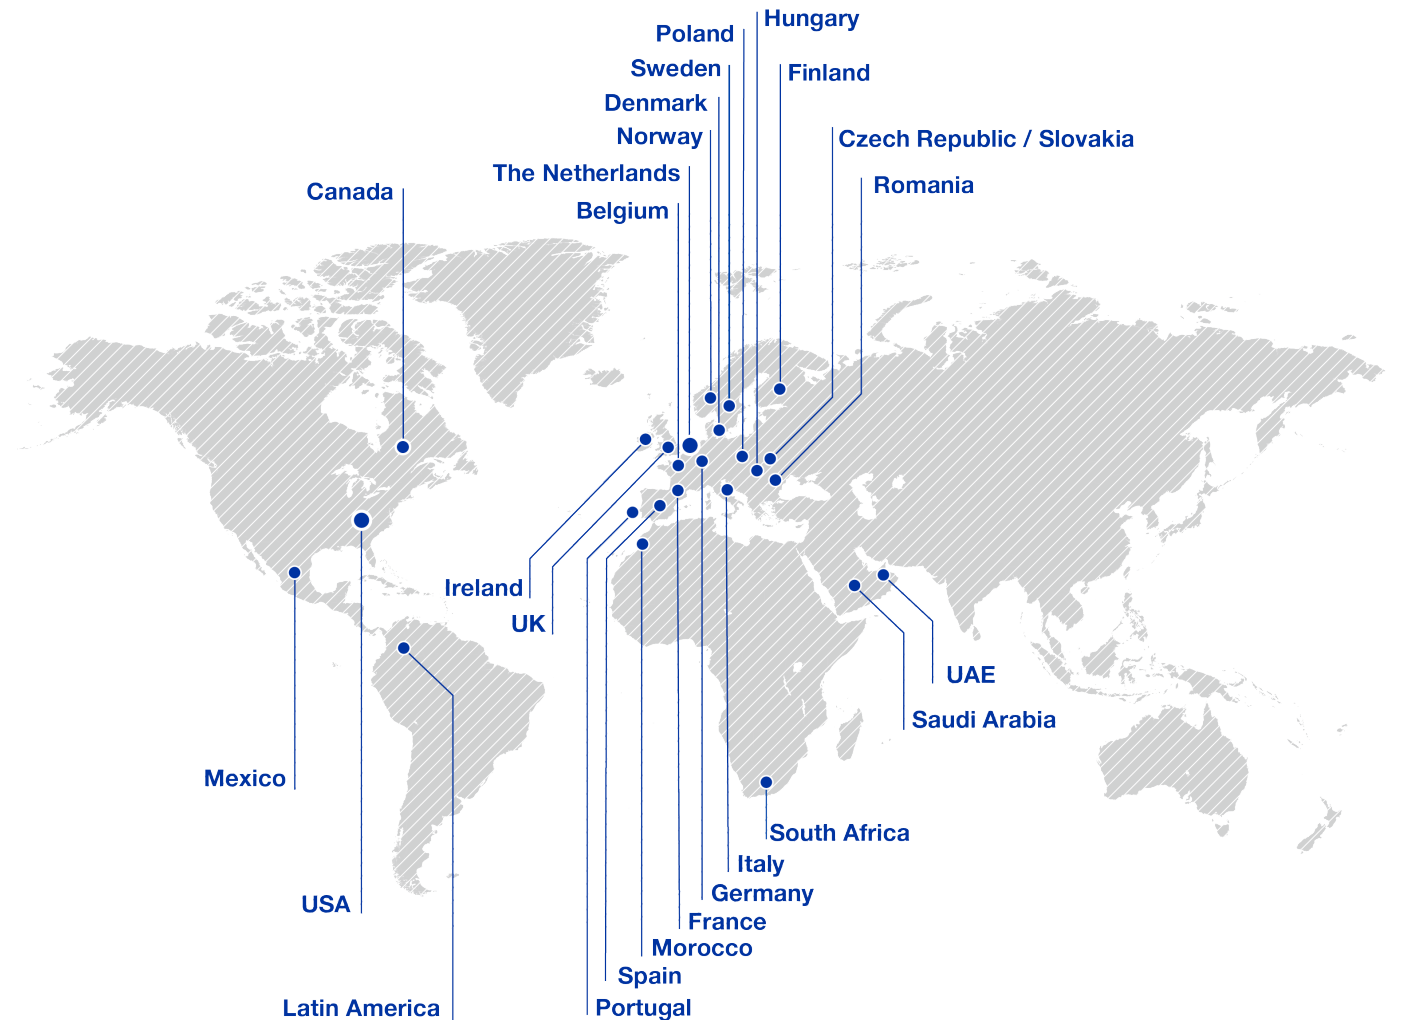 Hungary
Poland
Sweden
Finland
Denmark
Norway
Czech Republic / Slovakia
The Netherlands
Romania
Canada
Belgium
Ireland
UK
UAE
Saudi Arabia
Mexico
South Africa
Italy
Germany
USA
France
Morocco
Spain
Latin America
Portugal